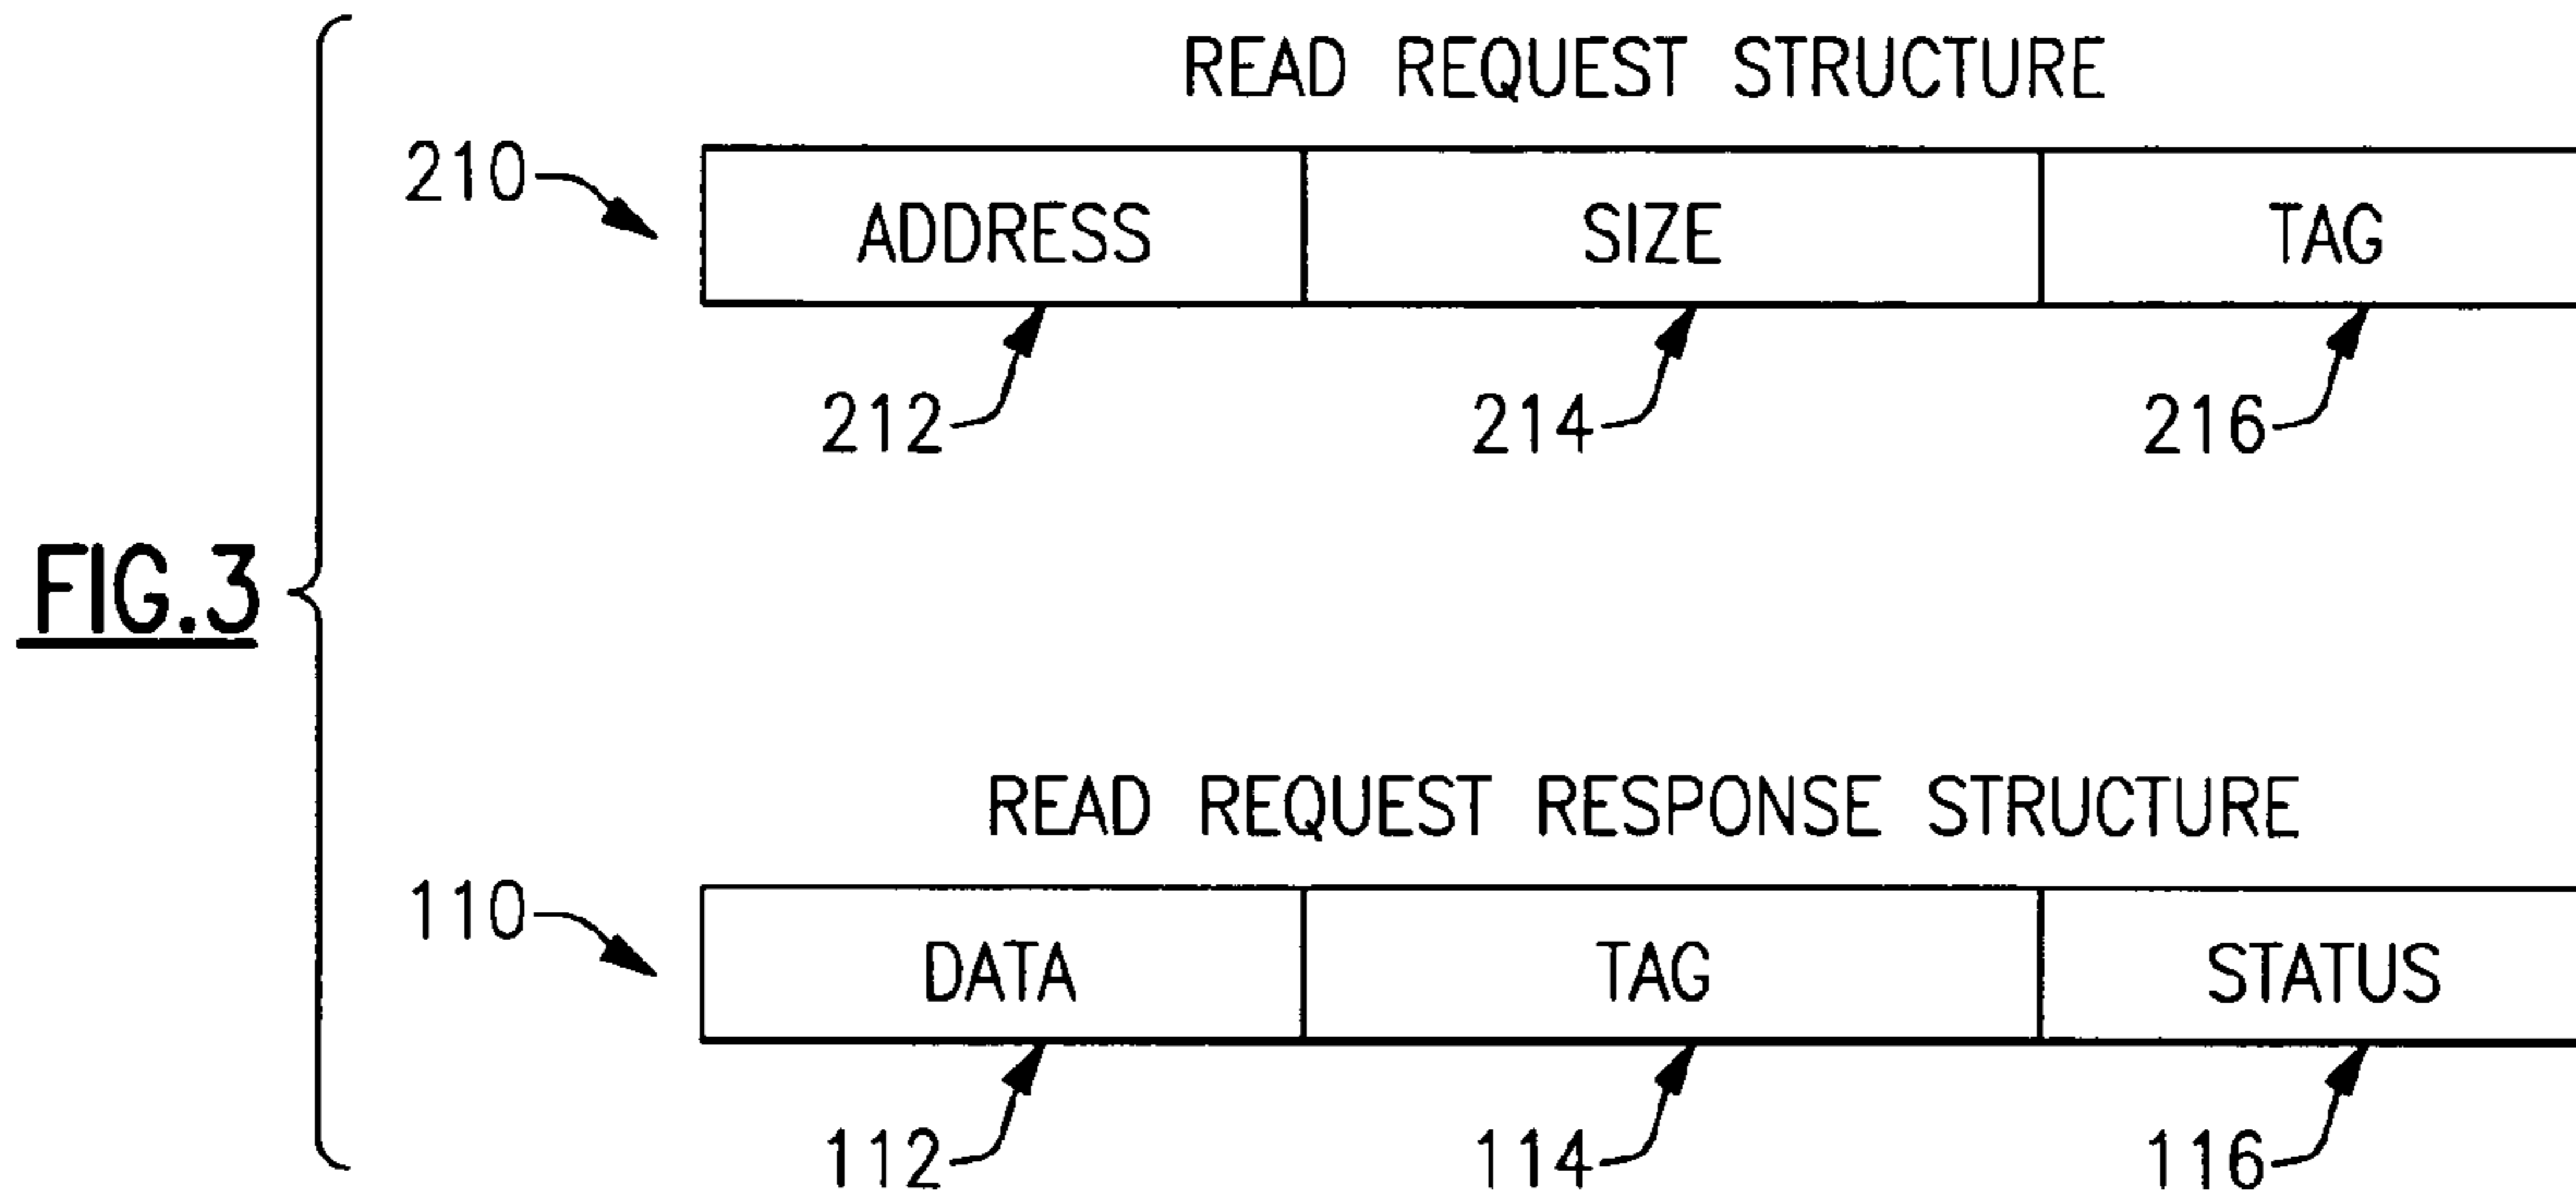 READ REQUEST STRUCTURE
210
ADDRESS SIZE TAG
212 214 216
FIG.3
READ REQUEST RESPONSE STRUCTURE
110
DATA TAG STATUS
112 114 116